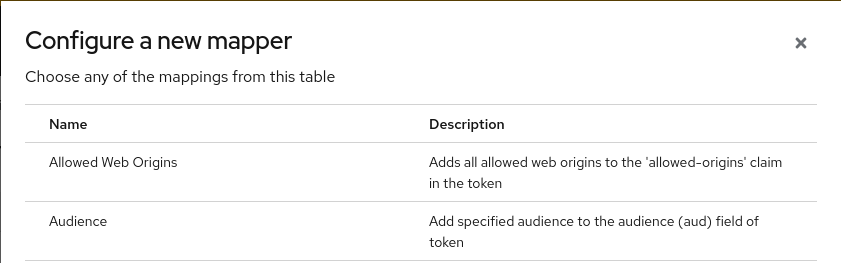 Configure a new mapper
Choose any of the mappings from this table
Name Description
Allowed Web Origins Adds all allowed web origins to the 'allowed-origins' claim
in the token
Audience Add specified audience to the audience (aud) field of
token